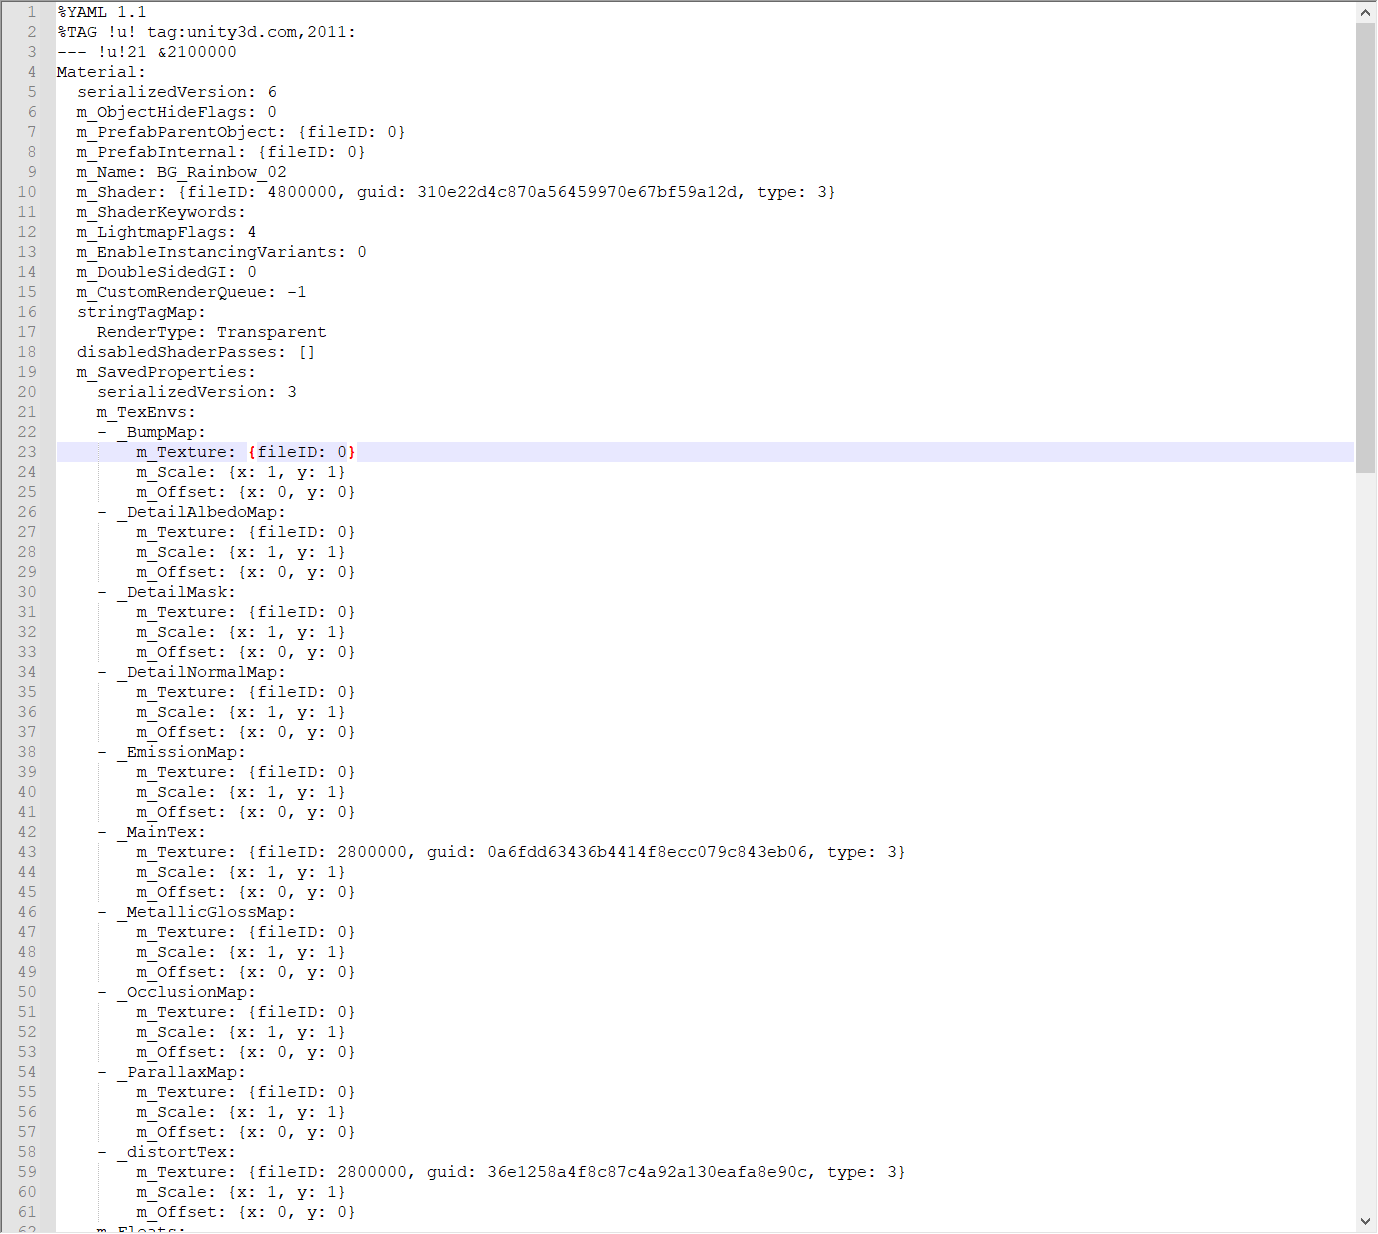 1 %YAML 1.1
2 %TAG !u! tag:unity3d.com,2011:
3 --- !u!21 &2100000
4 Material:
5   serializedVersion: 6
6   m_ObjectHideFlags: 0
7   m_PrefabParentObject: {fileID: 0}
8   m_PrefabInternal: {fileID: 0}
9   m_Name: BG_Rainbow_02
10   m_Shader: {fileID: 4800000, guid: 310e22d4c870a56459970e67bf59a12d, type: 3}
11   m_ShaderKeywords:
12   m_LightmapFlags: 4
13   m_EnableInstancingVariants: 0
14   m_DoubleSidedGI: 0
15   m_CustomRenderQueue: -1
16   stringTagMap:
17     RenderType: Transparent
18   disabledShaderPasses: []
19   m_SavedProperties:
20     serializedVersion: 3
21     m_TexEnvs:
22     - _BumpMap:
23         m_Texture: {fileID: 0}
24         m_Scale: {x: 1, y: 1}
25         m_Offset: {x: 0, y: 0}
26     - _DetailAlbedoMap:
27         m_Texture: {fileID: 0}
28         m_Scale: {x: 1, y: 1}
29         m_Offset: {x: 0, y: 0}
30     - _DetailMask:
31         m_Texture: {fileID: 0}
32         m_Scale: {x: 1, y: 1}
33         m_Offset: {x: 0, y: 0}
34     - _DetailNormalMap:
35         m_Texture: {fileID: 0}
36         m_Scale: {x: 1, y: 1}
37         m_Offset: {x: 0, y: 0}
38     - _EmissionMap:
39         m_Texture: {fileID: 0}
40         m_Scale: {x: 1, y: 1}
41         m_Offset: {x: 0, y: 0}
42     - _MainTex:
43         m_Texture: {fileID: 2800000, guid: 0a6fdd63436b4414f8ecc079c843eb06, type: 3}
44         m_Scale: {x: 1, y: 1}
45         m_Offset: {x: 0, y: 0}
46     - _MetallicGlossMap:
47         m_Texture: {fileID: 0}
48         m_Scale: {x: 1, y: 1}
49         m_Offset: {x: 0, y: 0}
50     - _OcclusionMap:
51         m_Texture: {fileID: 0}
52         m_Scale: {x: 1, y: 1}
53         m_Offset: {x: 0, y: 0}
54     - _ParallaxMap:
55         m_Texture: {fileID: 0}
56         m_Scale: {x: 1, y: 1}
57         m_Offset: {x: 0, y: 0}
58     - _distortTex:
59         m_Texture: {fileID: 2800000, guid: 36e1258a4f8c87c4a92a130eafa8e90c, type: 3}
60         m_Scale: {x: 1, y: 1}
61         m_Offset: {x: 0, y: 0}
62     m_Floats: